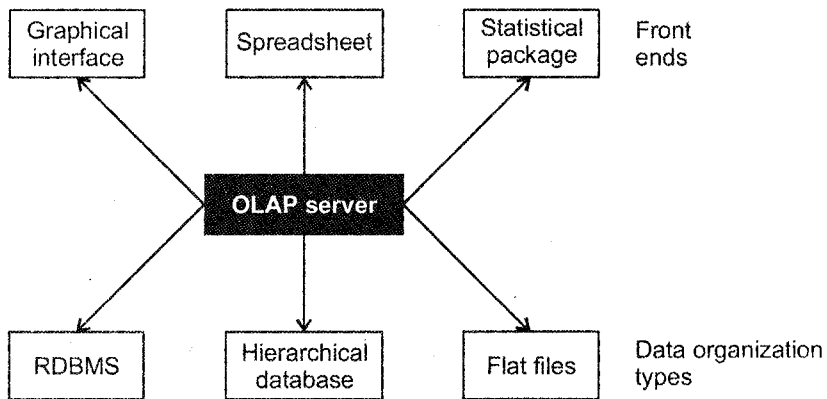 Graphical
interface
Spreadsheet
Statistical
package
Front
ends
OLAP server
RDBMS
Hierarchical
database
Flat files
Data organization
types